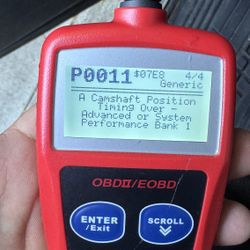 P0011 $07E8 4/4
Generic
A Camshaft Position
Timing Over -
Advanced or System
Performance Bank 1
OBDII/EOBD
ENTER
/Exit
SCROLL